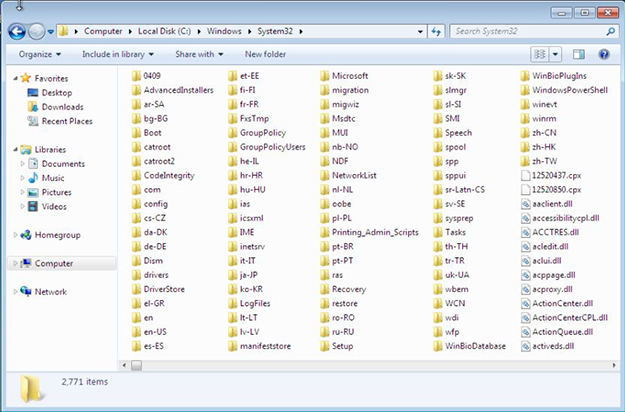 Computer ▸ Local Disk (C:) ▸ Windows ▸ System32 ▸
Search System32
Organize Include in library Share with New folder
Favorites
Desktop
Downloads
Recent Places
Libraries
Documents
Music
Pictures
Videos
Homegroup
Computer
Network
0409
AdvancedInstallers
ar-SA
bg-BG
Boot
catroot
catroot2
CodeIntegrity
com
config
cs-CZ
da-DK
de-DE
Dism
drivers
DriverStore
el-GR
en
en-US
es-ES
et-EE
fi-FI
fr-FR
FxsTmp
GroupPolicy
GroupPolicyUsers
he-IL
hr-HR
hu-HU
ias
icsxml
IME
inetsrv
it-IT
ja-JP
ko-KR
LogFiles
lt-LT
lv-LV
manifeststore
Microsoft
migration
migwiz
Msdtc
MUI
nb-NO
NDF
NetworkList
nl-NL
oobe
pl-PL
Printing_Admin_Scripts
pt-BR
pt-PT
ras
Recovery
restore
ro-RO
ru-RU
Setup
sk-SK
slmgr
sl-SI
SMI
Speech
spool
spp
sppui
sr-Latn-CS
sv-SE
sysprep
Tasks
th-TH
tr-TR
uk-UA
wbem
WCN
wdi
wfp
WinBioDatabase
WinBioPlugIns
WindowsPowerShell
winevt
winrm
zh-CN
zh-HK
zh-TW
12520437.cpx
12520850.cpx
aaclient.dll
accessibilitycpl.dll
ACCTRES.dll
acledit.dll
aclui.dll
acppage.dll
acproxy.dll
ActionCenter.dll
ActionCenterCPL.dll
ActionQueue.dll
activeds.dll
2,771 items